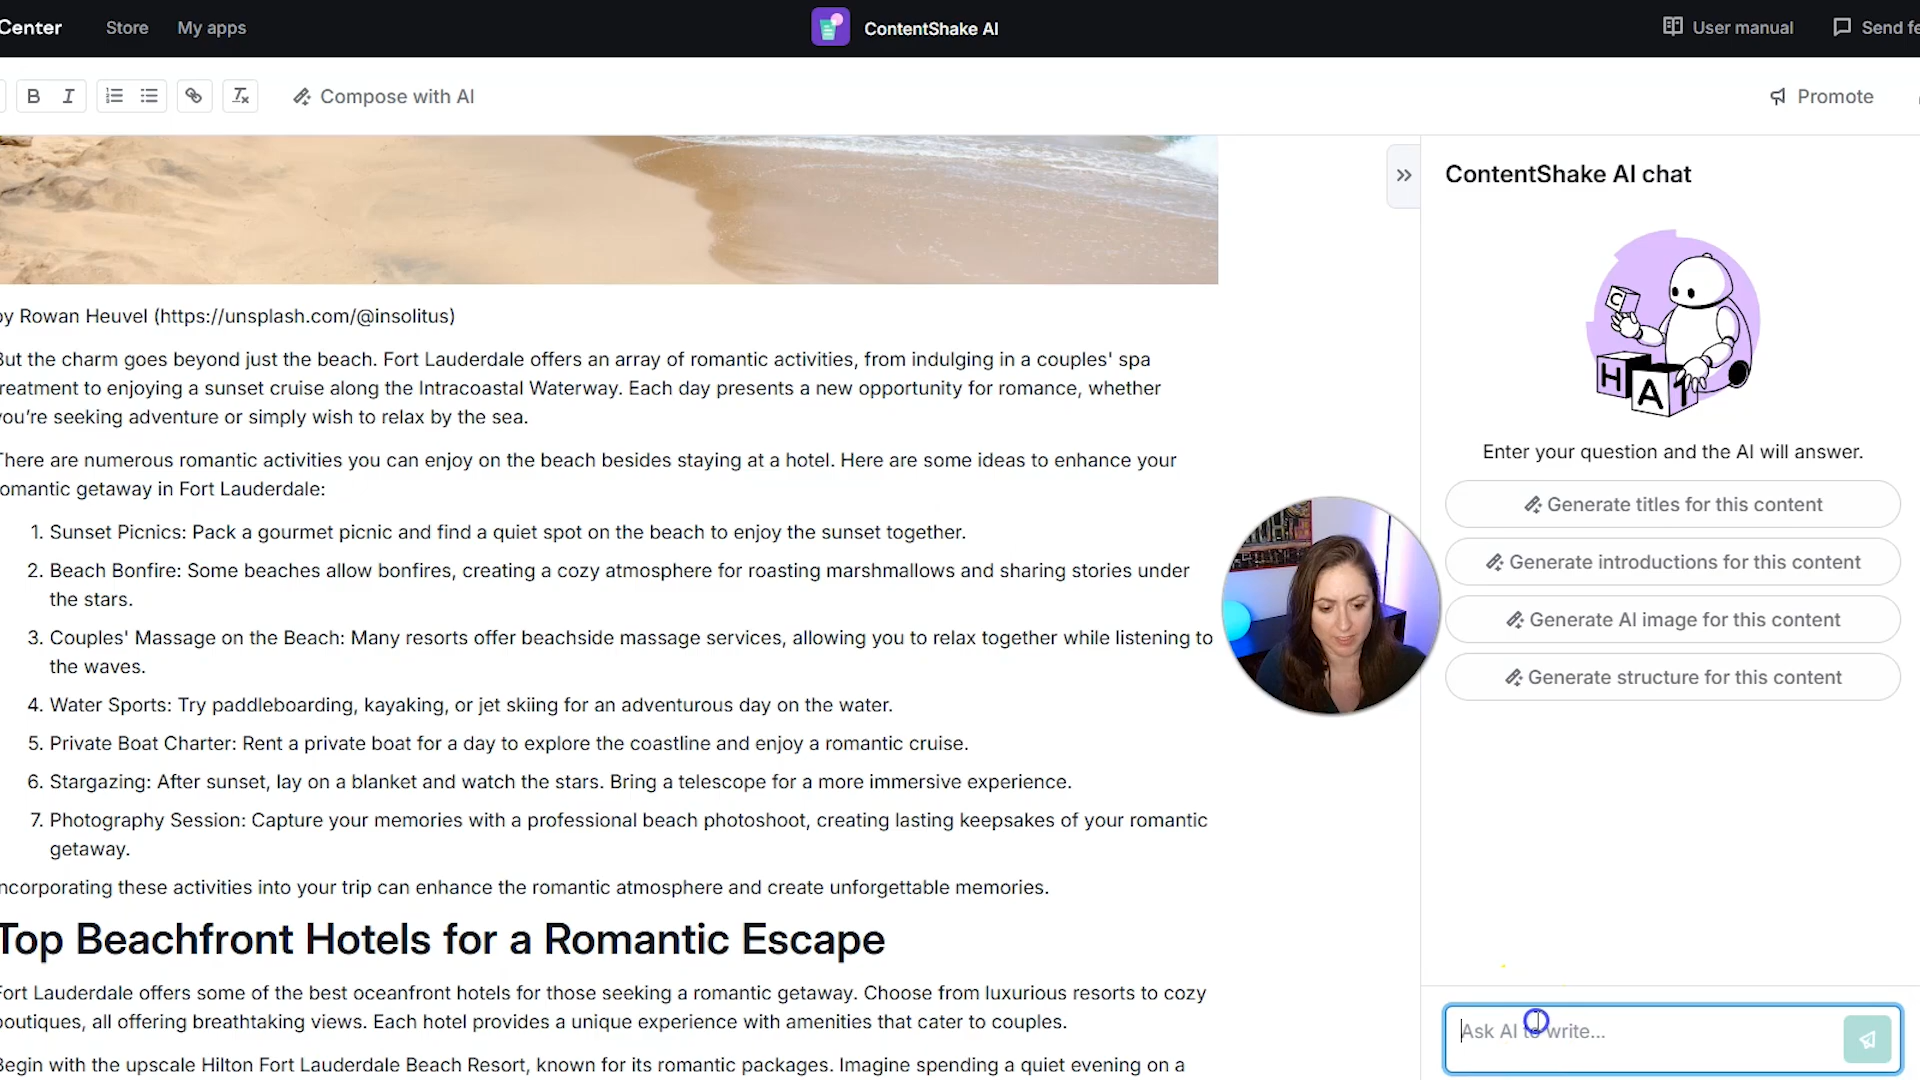 Center
Store
My apps
ContentShake AI
User manual
Send fe
B I
Compose with AI
Promote
by Rowan Heuvel (https://unsplash.com/@insolitus)
But the charm goes beyond just the beach. Fort Lauderdale offers an array of romantic activities, from indulging in a couples' spa
treatment to enjoying a sunset cruise along the Intracoastal Waterway. Each day presents a new opportunity for romance, whether
you're seeking adventure or simply wish to relax by the sea.
There are numerous romantic activities you can enjoy on the beach besides staying at a hotel. Here are some ideas to enhance your
romantic getaway in Fort Lauderdale:
1. Sunset Picnics: Pack a gourmet picnic and find a quiet spot on the beach to enjoy the sunset together.
2. Beach Bonfire: Some beaches allow bonfires, creating a cozy atmosphere for roasting marshmallows and sharing stories under
the stars.
3. Couples' Massage on the Beach: Many resorts offer beachside massage services, allowing you to relax together while listening to
the waves.
4. Water Sports: Try paddleboarding, kayaking, or jet skiing for an adventurous day on the water.
5. Private Boat Charter: Rent a private boat for a day to explore the coastline and enjoy a romantic cruise.
6. Stargazing: After sunset, lay on a blanket and watch the stars. Bring a telescope for a more immersive experience.
7. Photography Session: Capture your memories with a professional beach photoshoot, creating lasting keepsakes of your romantic
getaway.
Incorporating these activities into your trip can enhance the romantic atmosphere and create unforgettable memories.
Top Beachfront Hotels for a Romantic Escape
Fort Lauderdale offers some of the best oceanfront hotels for those seeking a romantic getaway. Choose from luxurious resorts to cozy
boutiques, all offering breathtaking views. Each hotel provides a unique experience with amenities that cater to couples.
Begin with the upscale Hilton Fort Lauderdale Beach Resort, known for its romantic packages. Imagine spending a quiet evening on a
ContentShake AI chat
C
H A T
Enter your question and the AI will answer.
Generate titles for this content
Generate introductions for this content
Generate AI image for this content
Generate structure for this content
Ask AI to write...